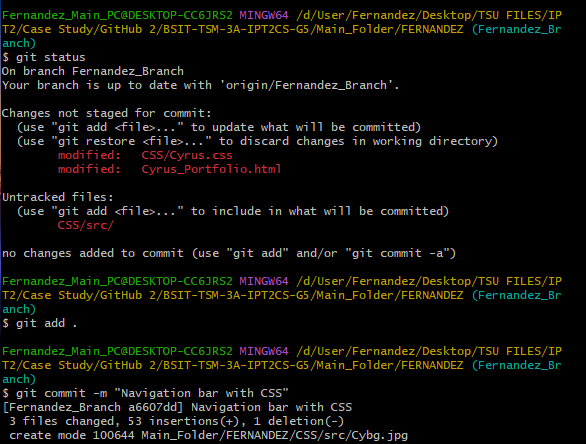 Fernandez_Main_PC@DESKTOP-CC6JRS2 MINGW64 /d/User/Fernandez/Desktop/TSU FILES/IP
T2/Case Study/GitHub 2/BSIT-TSM-3A-IPT2CS-G5/Main_Folder/FERNANDEZ (Fernandez_Br
anch)
$ git status
On branch Fernandez_Branch
Your branch is up to date with 'origin/Fernandez_Branch'.

Changes not staged for commit:
  (use "git add <file>..." to update what will be committed)
  (use "git restore <file>..." to discard changes in working directory)
        modified:   CSS/Cyrus.css
        modified:   Cyrus_Portfolio.html

Untracked files:
  (use "git add <file>..." to include in what will be committed)
        CSS/src/

no changes added to commit (use "git add" and/or "git commit -a")

Fernandez_Main_PC@DESKTOP-CC6JRS2 MINGW64 /d/User/Fernandez/Desktop/TSU FILES/IP
T2/Case Study/GitHub 2/BSIT-TSM-3A-IPT2CS-G5/Main_Folder/FERNANDEZ (Fernandez_Br
anch)
$ git add .

Fernandez_Main_PC@DESKTOP-CC6JRS2 MINGW64 /d/User/Fernandez/Desktop/TSU FILES/IP
T2/Case Study/GitHub 2/BSIT-TSM-3A-IPT2CS-G5/Main_Folder/FERNANDEZ (Fernandez_Br
anch)
$ git commit -m "Navigation bar with CSS"
[Fernandez_Branch a6607dd] Navigation bar with CSS
 3 files changed, 53 insertions(+), 1 deletion(-)
 create mode 100644 Main_Folder/FERNANDEZ/CSS/src/Cybg.jpg